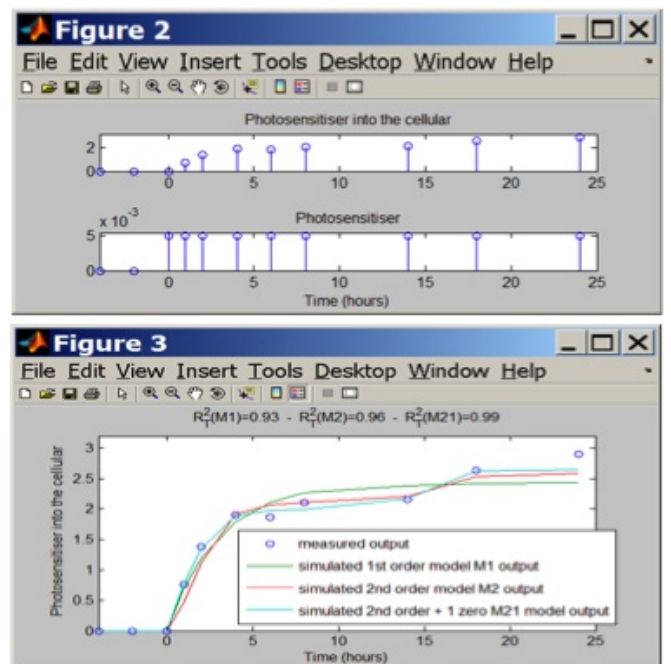 Figure 2
File Edit View Insert Tools Desktop Window Help
Photosensitiser into the cellular
2
0
0 5 10 15 20 25
x 10^-3
Photosensitiser
5
0
0 5 10 15 20 25
Time (hours)
Figure 3
File Edit View Insert Tools Desktop Window Help
R²T(M1)=0.93 - R²T(M2)=0.96 - R²T(M21)=0.99
Photosensitiser into the cellular
3
2.5
2
1.5
1
0.5
0
measured output
simulated 1st order model M1 output
simulated 2nd order model M2 output
simulated 2nd order + 1 zero M21 model output
0 5 10 15 20 25
Time (hours)